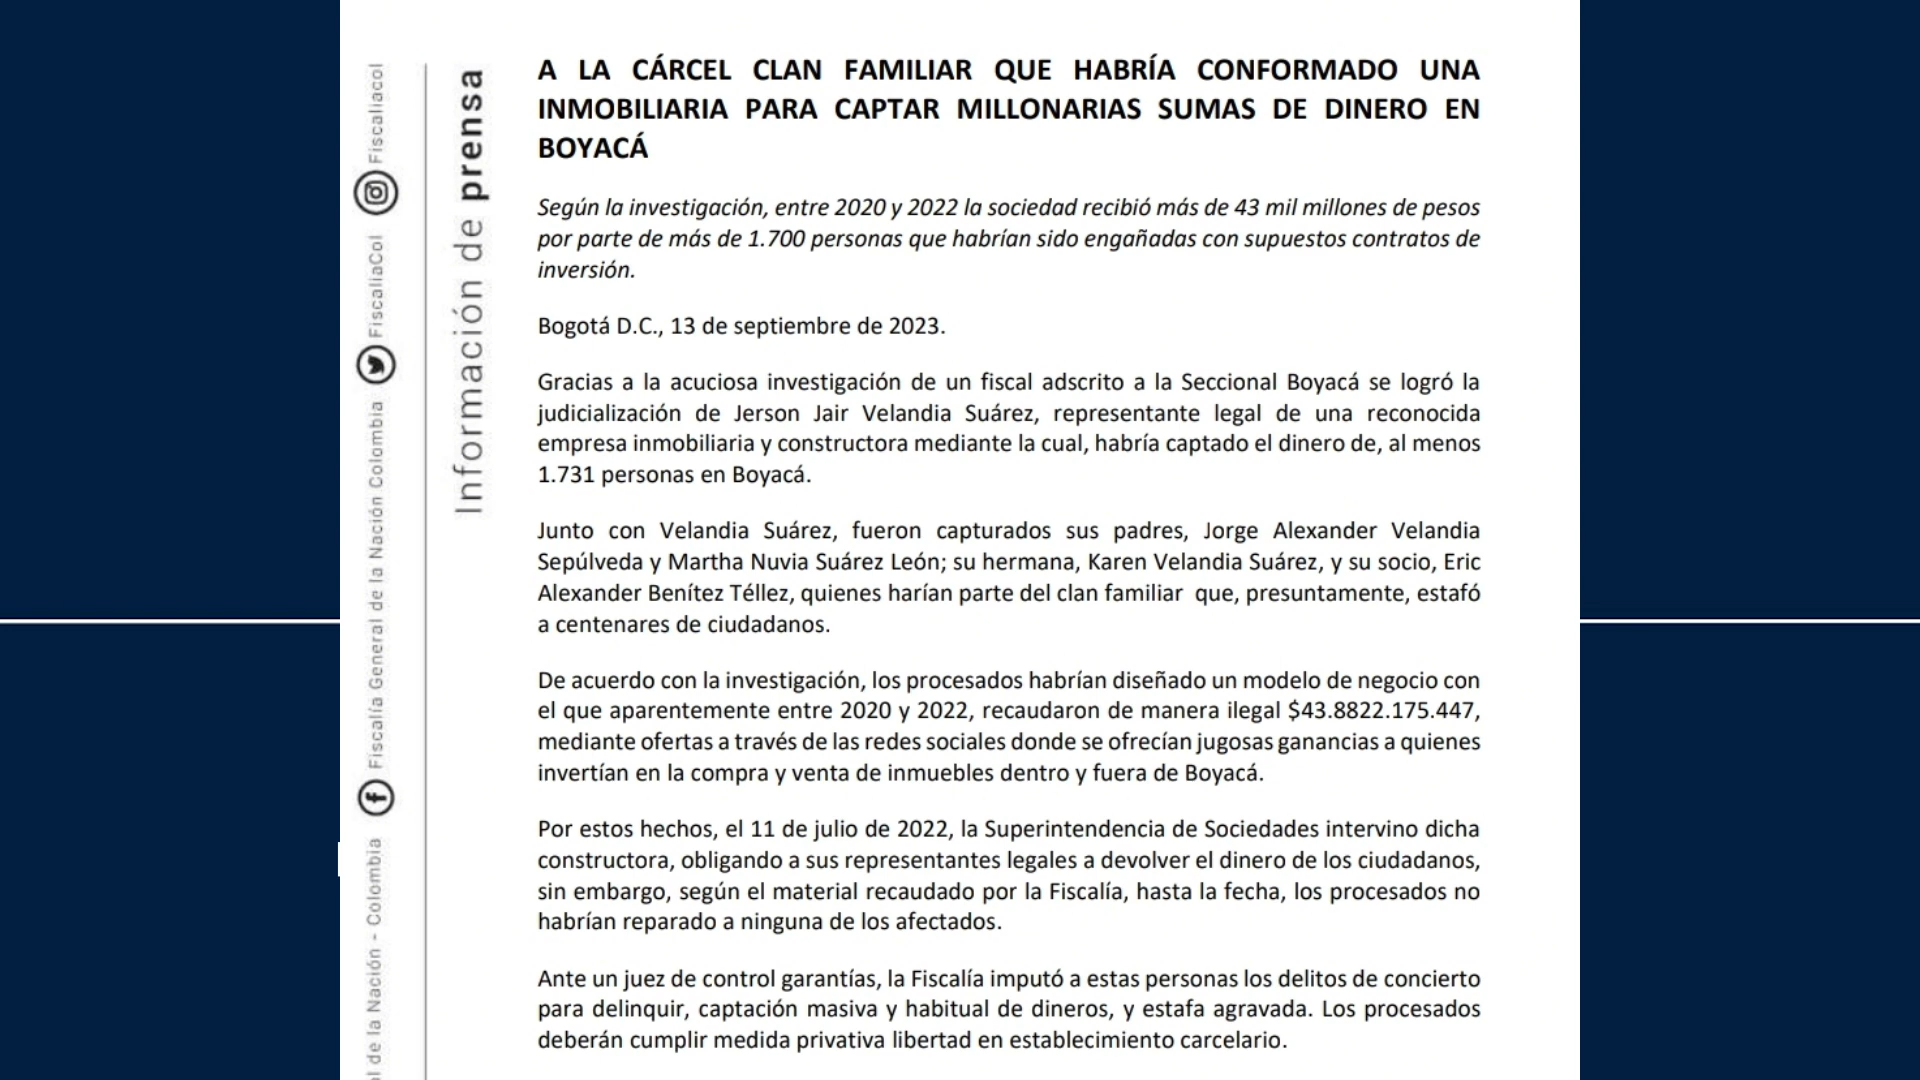 A LA CÁRCEL CLAN FAMILIAR QUE HABRÍA CONFORMADO UNA
INMOBILIARIA PARA CAPTAR MILLONARIAS SUMAS DE DINERO EN
BOYACÁ
Según la investigación, entre 2020 y 2022 la sociedad recibió más de 43 mil millones de pesos
por parte de más de 1.700 personas que habrían sido engañadas con supuestos contratos de
inversión.
Bogotá D.C., 13 de septiembre de 2023.
Gracias a la acuciosa investigación de un fiscal adscrito a la Seccional Boyacá se logró la
judicialización de Jerson Jair Velandia Suárez, representante legal de una reconocida
empresa inmobiliaria y constructora mediante la cual, habría captado el dinero de, al menos
1.731 personas en Boyacá.
Junto con Velandia Suárez, fueron capturados sus padres, Jorge Alexander Velandia
Sepúlveda y Martha Nuvia Suárez León; su hermana, Karen Velandia Suárez, y su socio, Eric
Alexander Benítez Téllez, quienes harían parte del clan familiar que, presuntamente, estafó
a centenares de ciudadanos.
De acuerdo con la investigación, los procesados habrían diseñado un modelo de negocio con
el que aparentemente entre 2020 y 2022, recaudaron de manera ilegal $43.8822.175.447,
mediante ofertas a través de las redes sociales donde se ofrecían jugosas ganancias a quienes
invertían en la compra y venta de inmuebles dentro y fuera de Boyacá.
Por estos hechos, el 11 de julio de 2022, la Superintendencia de Sociedades intervino dicha
constructora, obligando a sus representantes legales a devolver el dinero de los ciudadanos,
sin embargo, según el material recaudado por la Fiscalía, hasta la fecha, los procesados no
habrían reparado a ninguna de los afectados.
Ante un juez de control garantías, la Fiscalía imputó a estas personas los delitos de concierto
para delinquir, captación masiva y habitual de dineros, y estafa agravada. Los procesados
deberán cumplir medida privativa libertad en establecimiento carcelario.
Información de prensa
al de la Nación - Colombia
Fiscalía General de la Nación Colombia
FiscaliaCol
Fiscaliacol